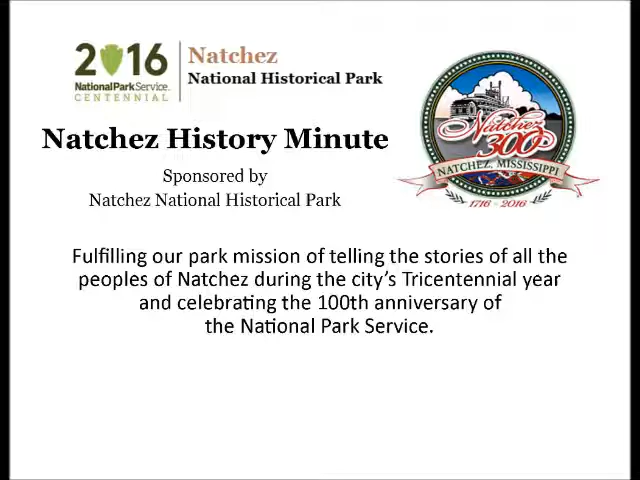 2016
National Park Service
CENTENNIAL
Natchez
National Historical Park
Natchez History Minute
Sponsored by
Natchez National Historical Park
Natchez
300
NATCHEZ, MISSISSIPPI
1716 - 2016
Fulfilling our park mission of telling the stories of all the
peoples of Natchez during the city's Tricentennial year
and celebrating the 100th anniversary of
the National Park Service.